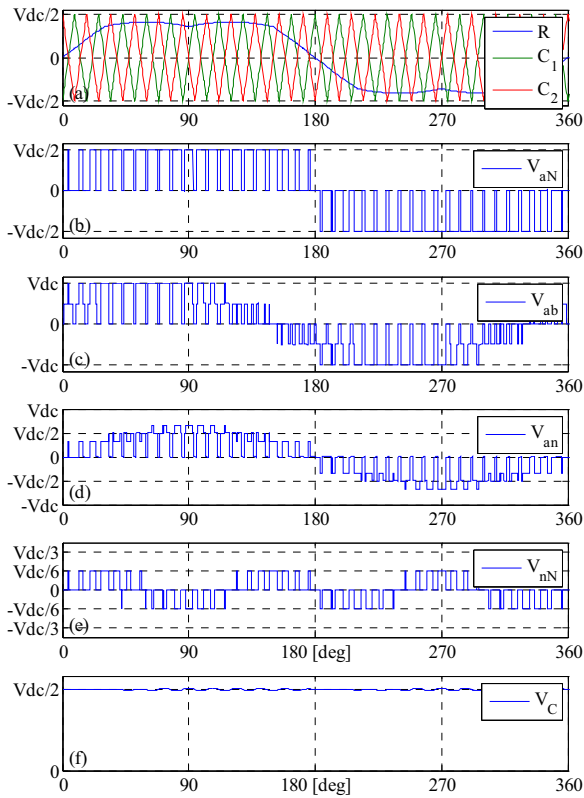 Vdc/2
0
-Vdc/2
(a)
R
C1
C2
0 90 180 270 360
Vdc/2
0
-Vdc/2
(b)
VaN
0 90 180 270 360
Vdc
0
-Vdc
(c)
Vab
0 90 180 270 360
Vdc
Vdc/2
0
-Vdc/2
-Vdc
(d)
Van
0 90 180 270 360
Vdc/3
Vdc/6
0
-Vdc/6
-Vdc/3
(e)
VnN
0 90 180 [deg] 270 360
Vdc/2
0
(f)
VC
0 90 180 [deg] 270 360